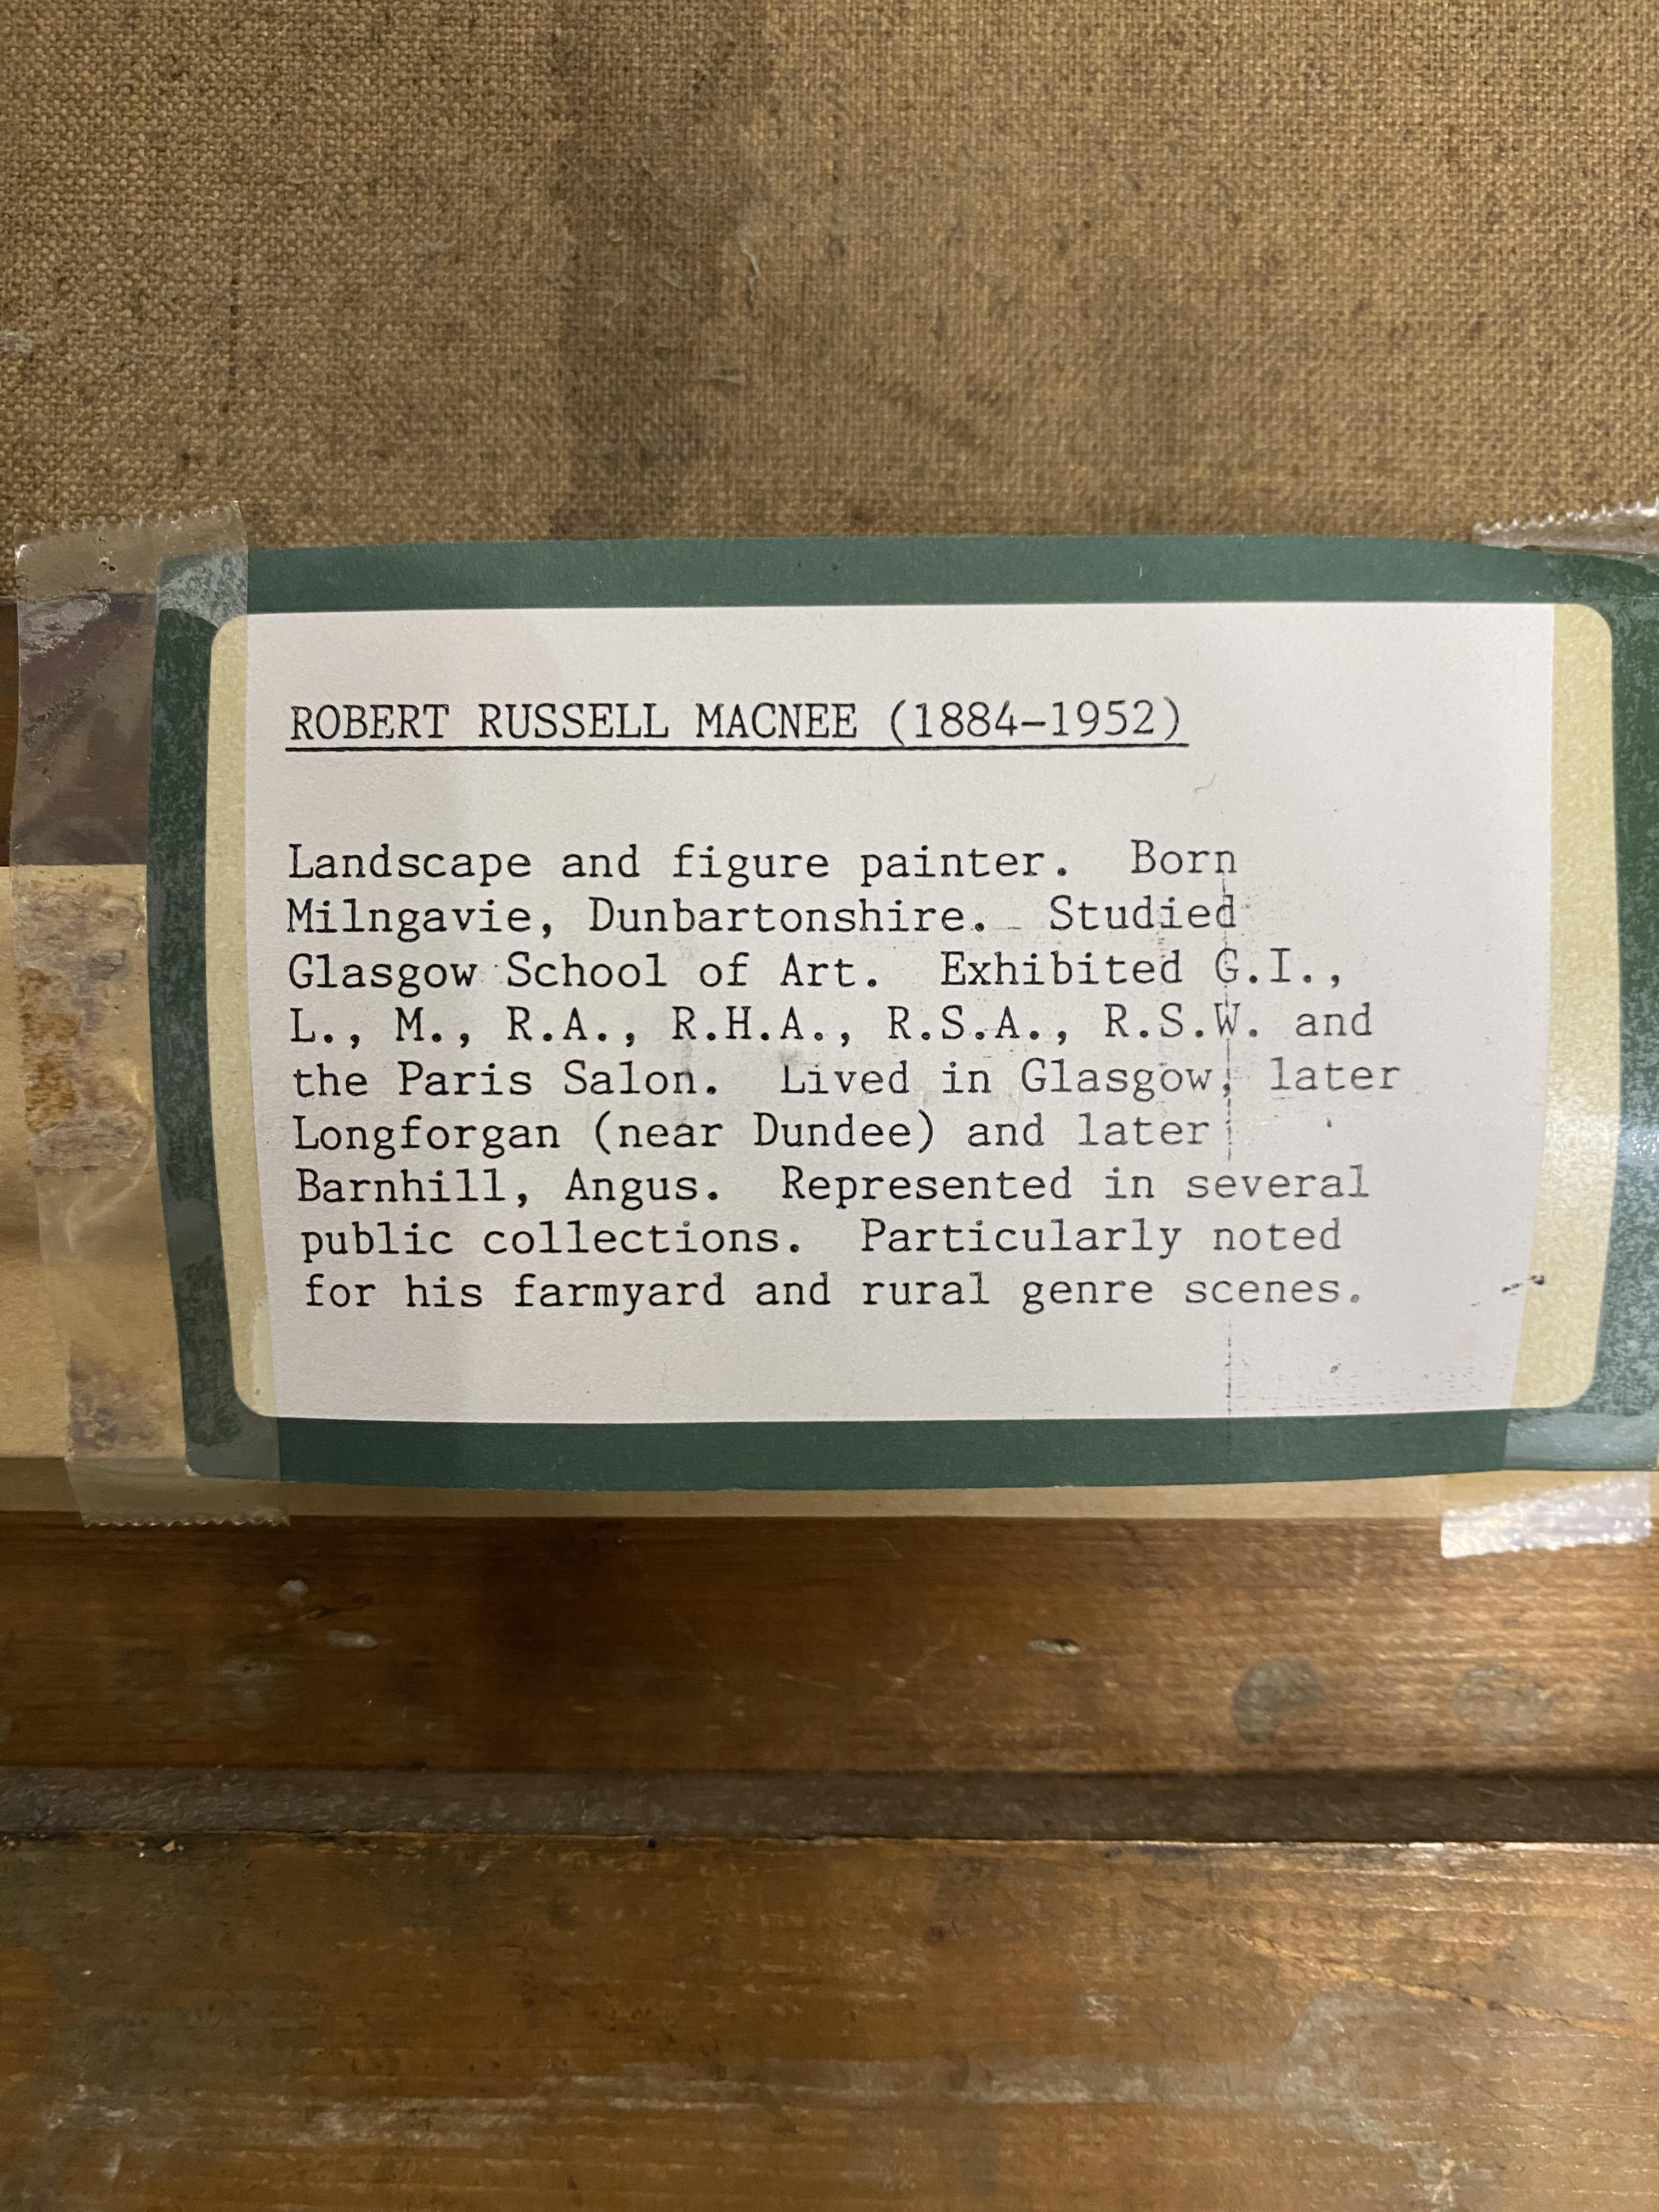 ROBERT RUSSELL MACNEE (1884-1952)
Landscape and figure painter. Born
Milngavie, Dunbartonshire. Studied
Glasgow School of Art. Exhibited G.I.,
L., M., R.A., R.H.A., R.S.A., R.S.W. and
the Paris Salon. Lived in Glasgow, later
Longforgan (near Dundee) and later
Barnhill, Angus. Represented in several
public collections. Particularly noted
for his farmyard and rural genre scenes.